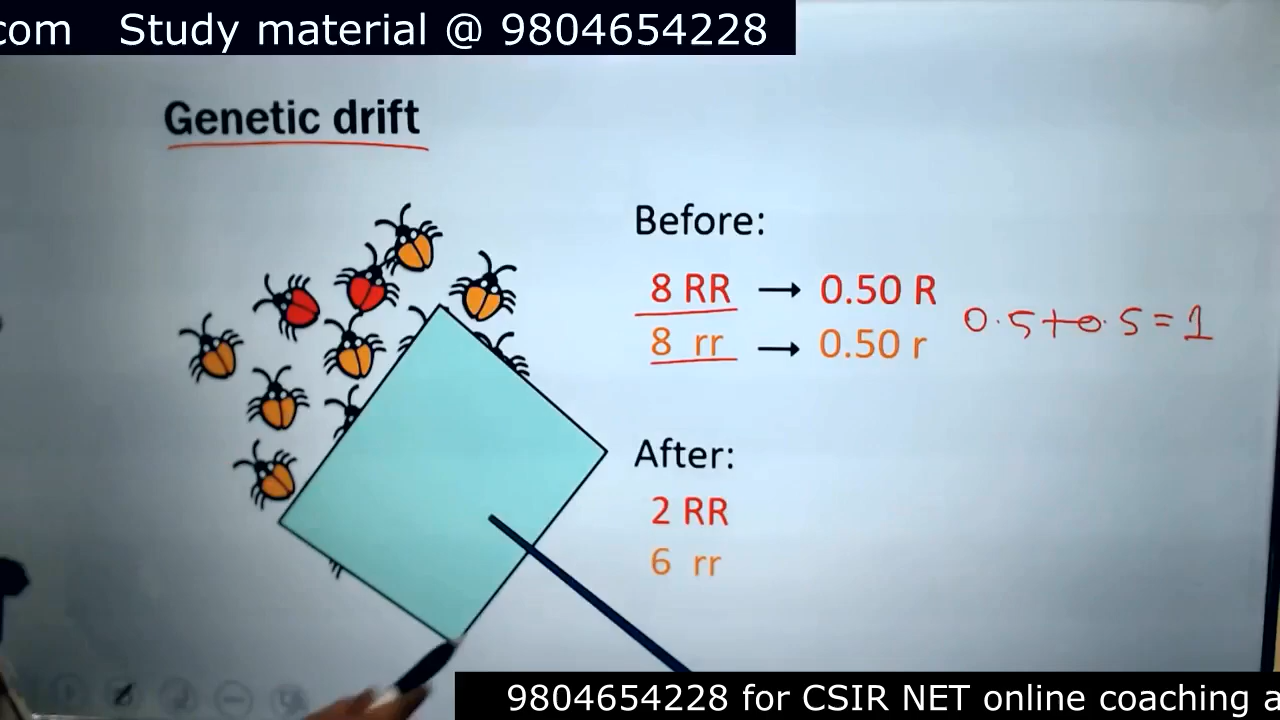 com Study material @ 9804654228
Genetic drift
Before:
8 RR → 0.50 R
8 rr → 0.50 r
0.5+0.5=1
After:
2 RR
6 rr
9804654228 for CSIR NET online coaching a